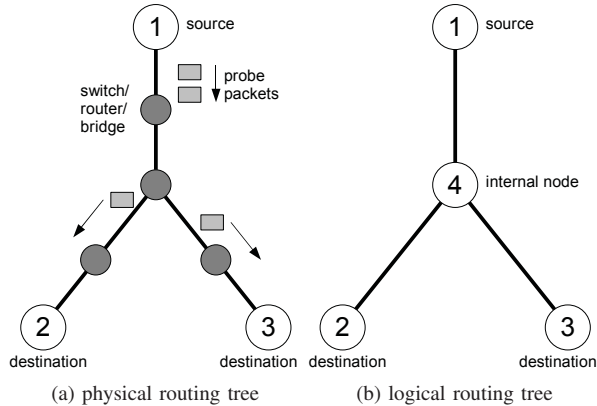 1
source
probe
packets
switch/
router/
bridge
2
destination
3
destination
(a) physical routing tree
1
source
4
internal node
2
destination
3
destination
(b) logical routing tree